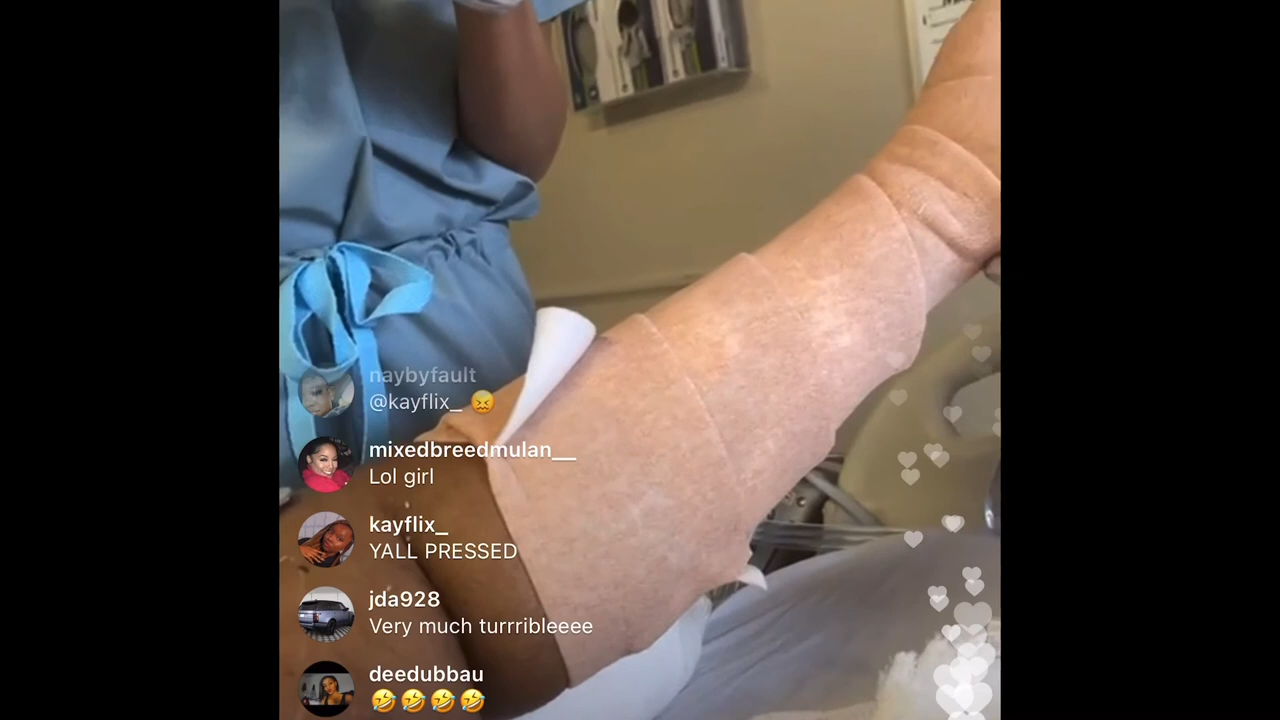 naybyfault
@kayflix_ 😖
mixedbreedmulan__
Lol girl
kayflix_
YALL PRESSED
jda928
Very much turrribleeee
deedubbau
🤣🤣🤣🤣